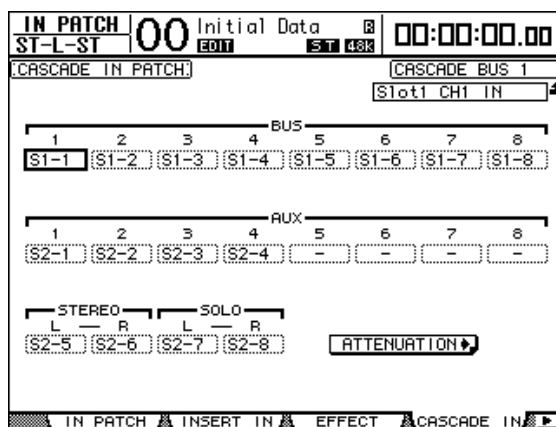 IN PATCH
ST-L-ST
00 Initial Data R
EDIT ST 48K
00:00:00.00
CASCADE IN PATCH
CASCADE BUS 1
Slot1 CH1 IN
BUS
1 2 3 4 5 6 7 8
S1-1 S1-2 S1-3 S1-4 S1-5 S1-6 S1-7 S1-8
AUX
1 2 3 4 5 6 7 8
S2-1 S2-2 S2-3 S2-4 - - - -
STEREO SOLO
L — R L — R
S2-5 S2-6 S2-7 S2-8
ATTENUATION
IN PATCH INSERT IN EFFECT CASCADE IN